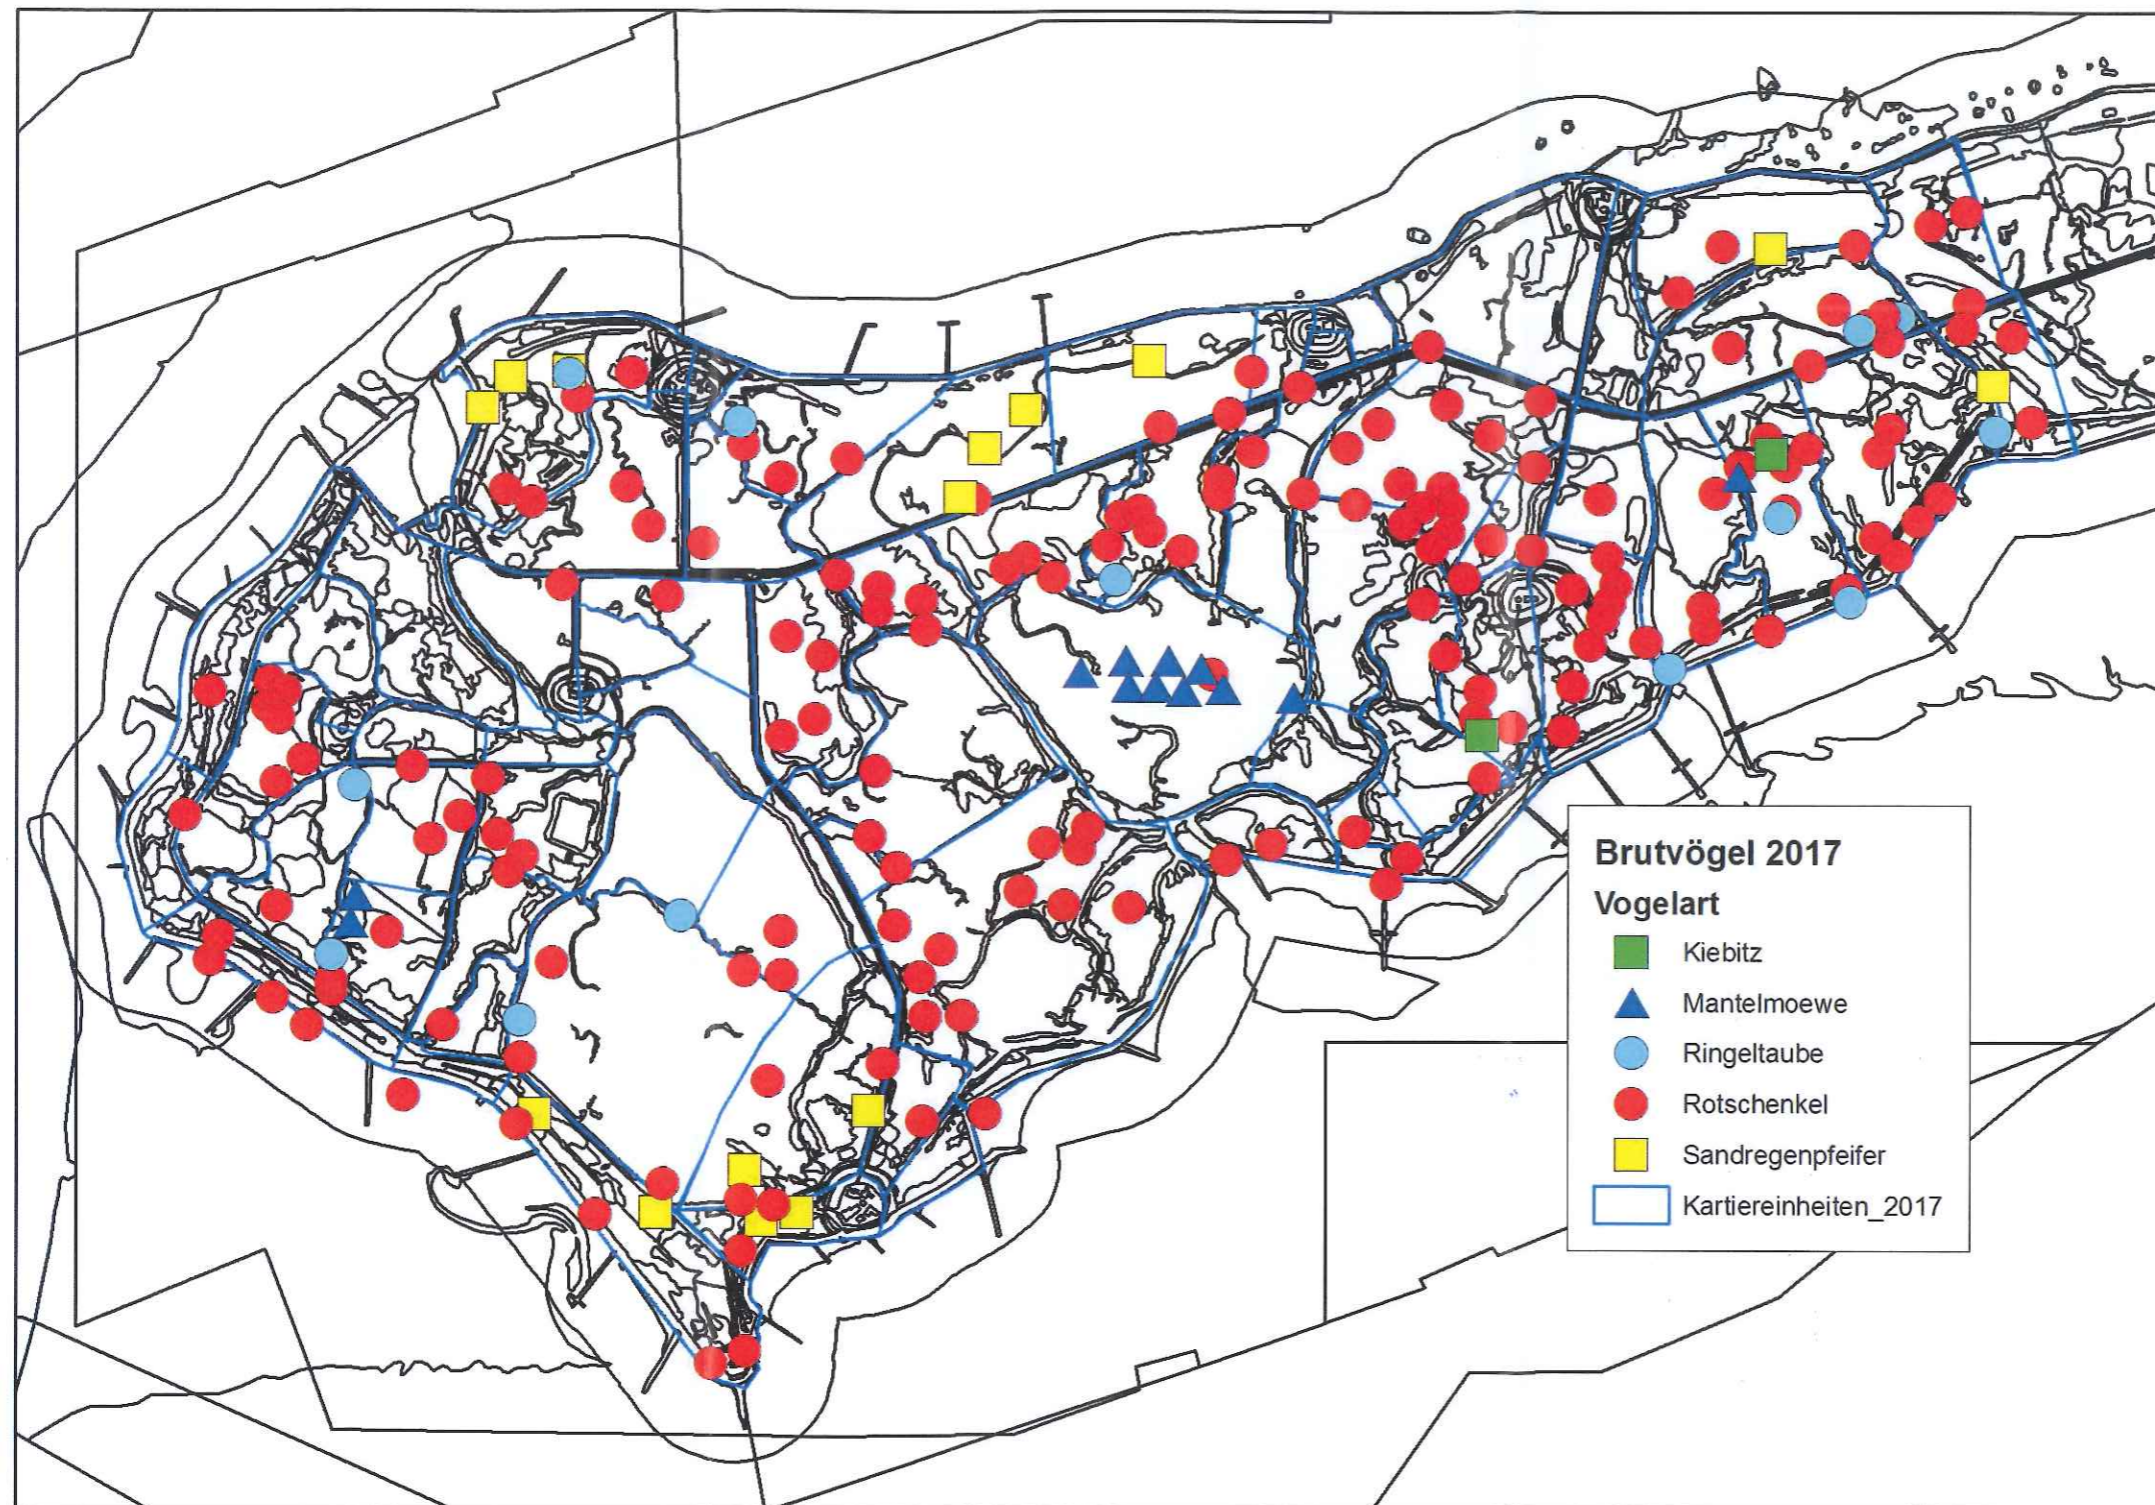 Brutvögel 2017
Vogelart
Kiebitz
Mantelmoewe
Ringeltaube
Rotschenkel
Sandregenpfeifer
Kartiereinheiten_2017